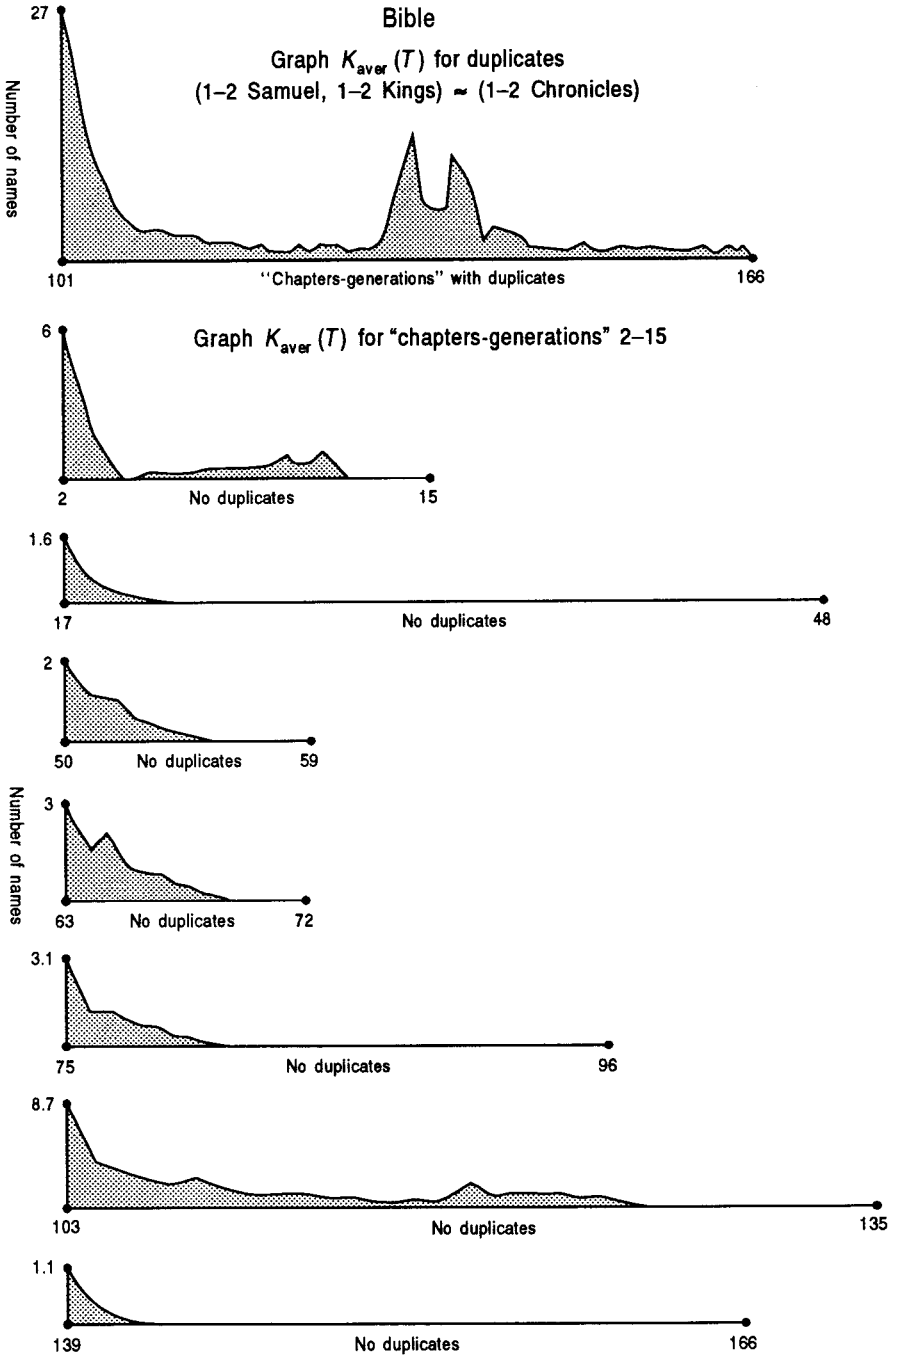 27
Bible
Graph Kaver (T) for duplicates
(1–2 Samuel, 1–2 Kings) ≈ (1–2 Chronicles)
Number of names
101
"Chapters-generations" with duplicates
166
6
Graph Kaver (T) for "chapters-generations" 2–15
2
No duplicates
15
1.6
17
No duplicates
48
2
50
No duplicates
59
Number of names
3
63
No duplicates
72
3.1
75
No duplicates
96
8.7
103
No duplicates
135
1.1
139
No duplicates
166